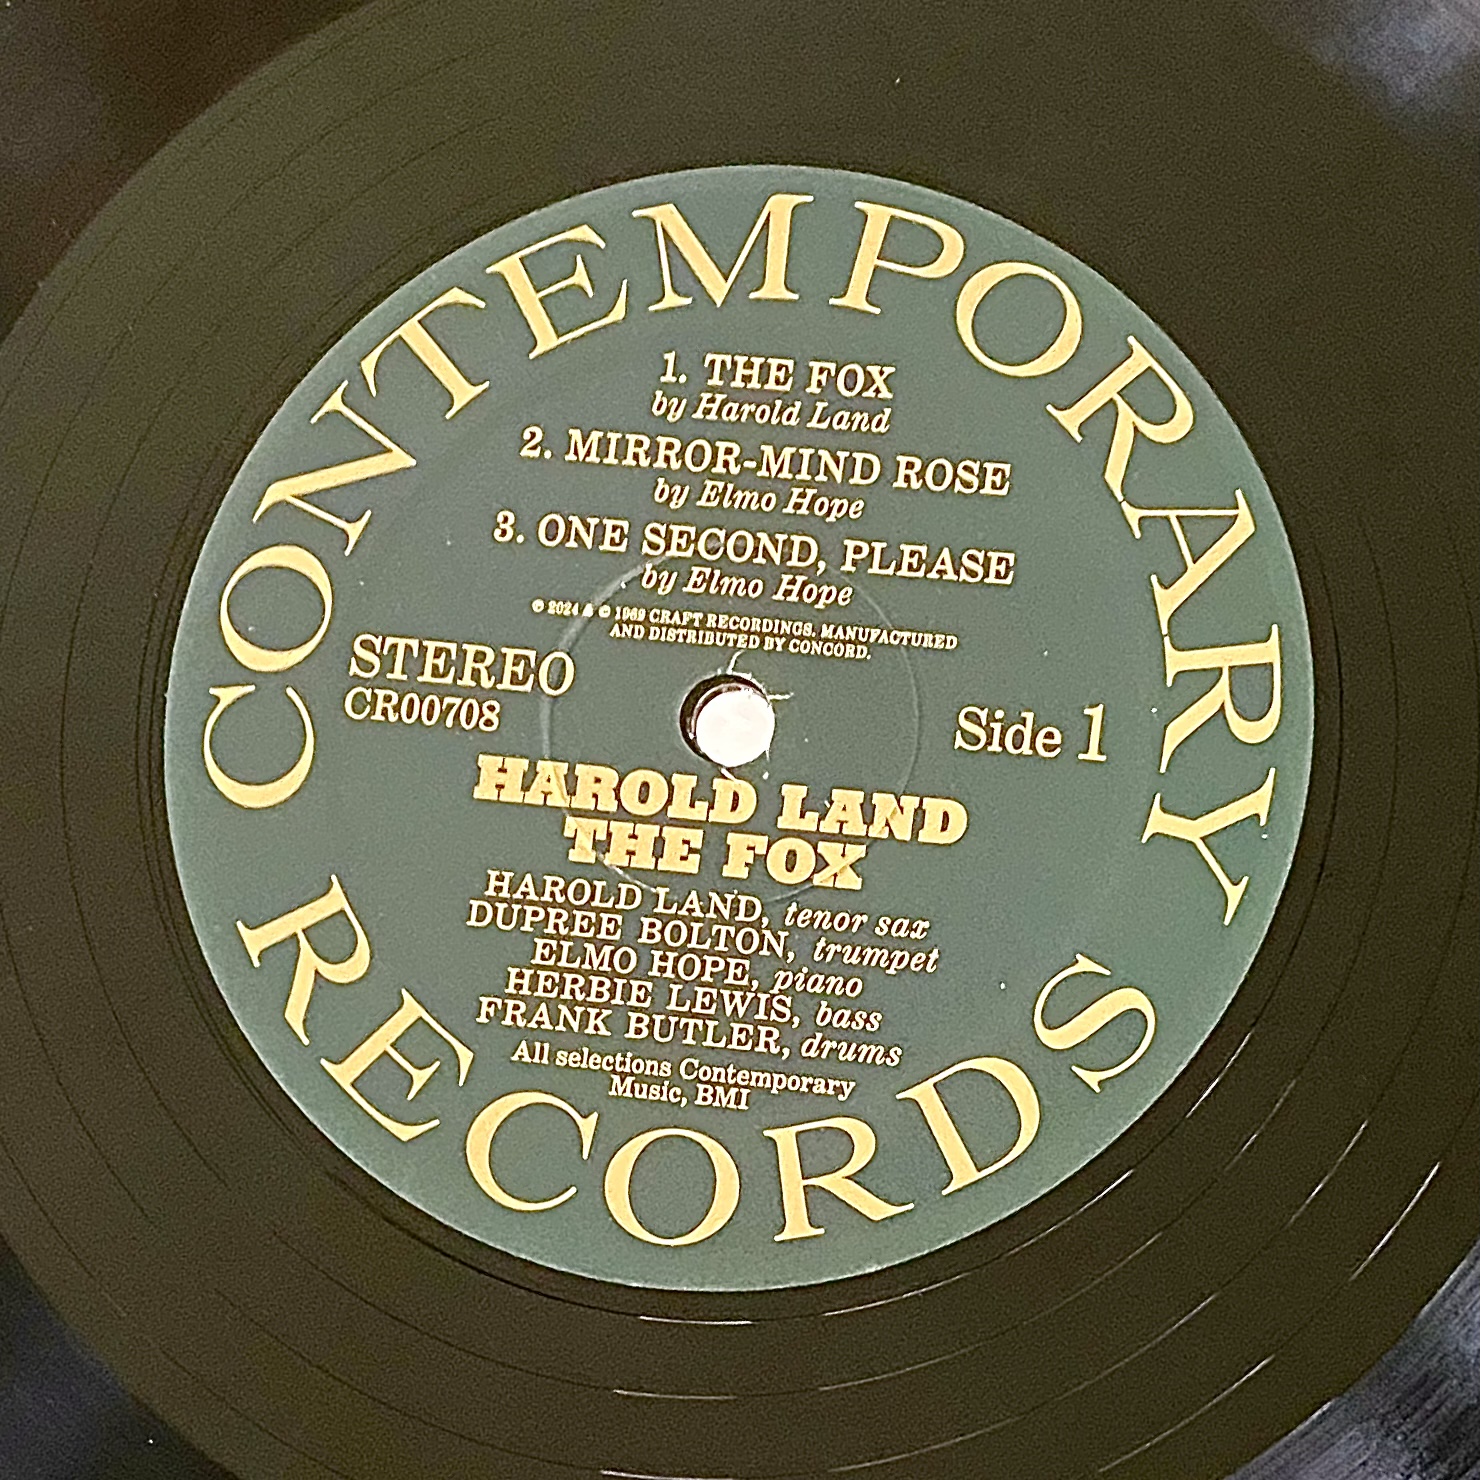 CONTEMPORARY
1. THE FOX
by Harold Land
2. MIRROR-MIND ROSE
by Elmo Hope
3. ONE SECOND, PLEASE
by Elmo Hope
℗ 2024 & © 1969 CRAFT RECORDINGS. MANUFACTURED
AND DISTRIBUTED BY CONCORD.
STEREO
CR00708
Side 1
HAROLD LAND
THE FOX
HAROLD LAND, tenor sax
DUPREE BOLTON, trumpet
ELMO HOPE, piano
HERBIE LEWIS, bass
FRANK BUTLER, drums
All selections Contemporary
Music, BMI
RECORDS